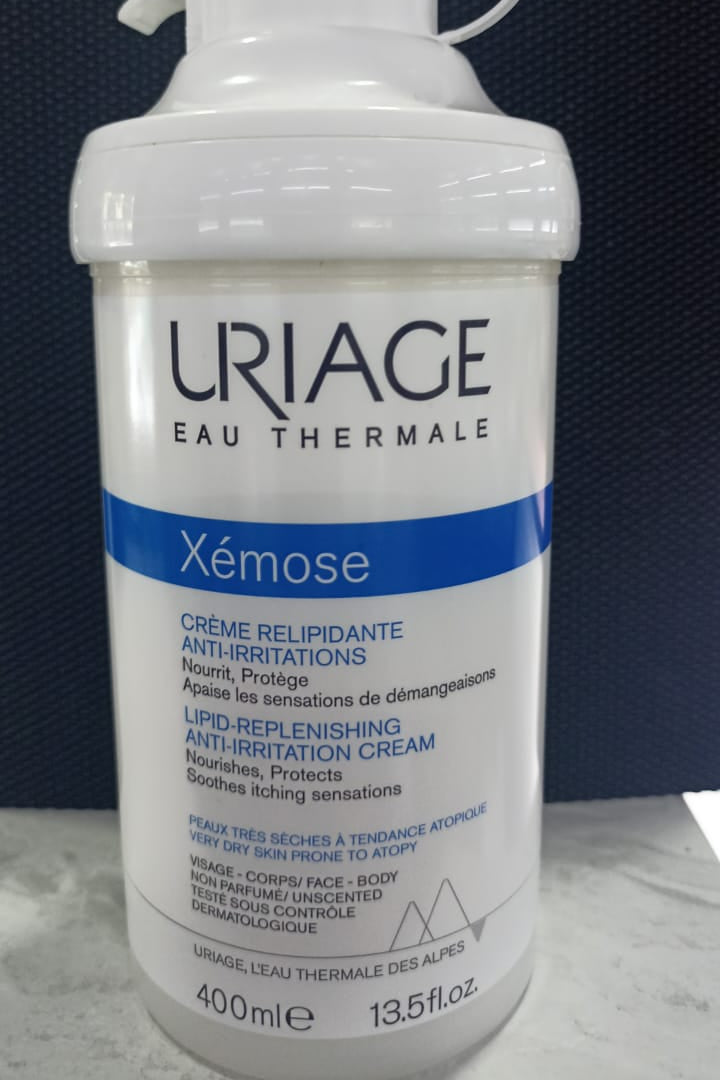 URIAGE
EAU THERMALE
Xémose
CRÈME RELIPIDANTE
ANTI-IRRITATIONS
Nourrit, Protège
Apaise les sensations de démangeaisons
LIPID-REPLENISHING
ANTI-IRRITATION CREAM
Nourishes, Protects
Soothes itching sensations
PEAUX TRÈS SÈCHES À TENDANCE ATOPIQUE
VERY DRY SKIN PRONE TO ATOPY
VISAGE - CORPS/ FACE - BODY
NON PARFUMÉ/ UNSCENTED
TESTÉ SOUS CONTRÔLE
DERMATOLOGIQUE
URIAGE, L'EAU THERMALE DES ALPES
400ml℮ 13.5fl.oz.